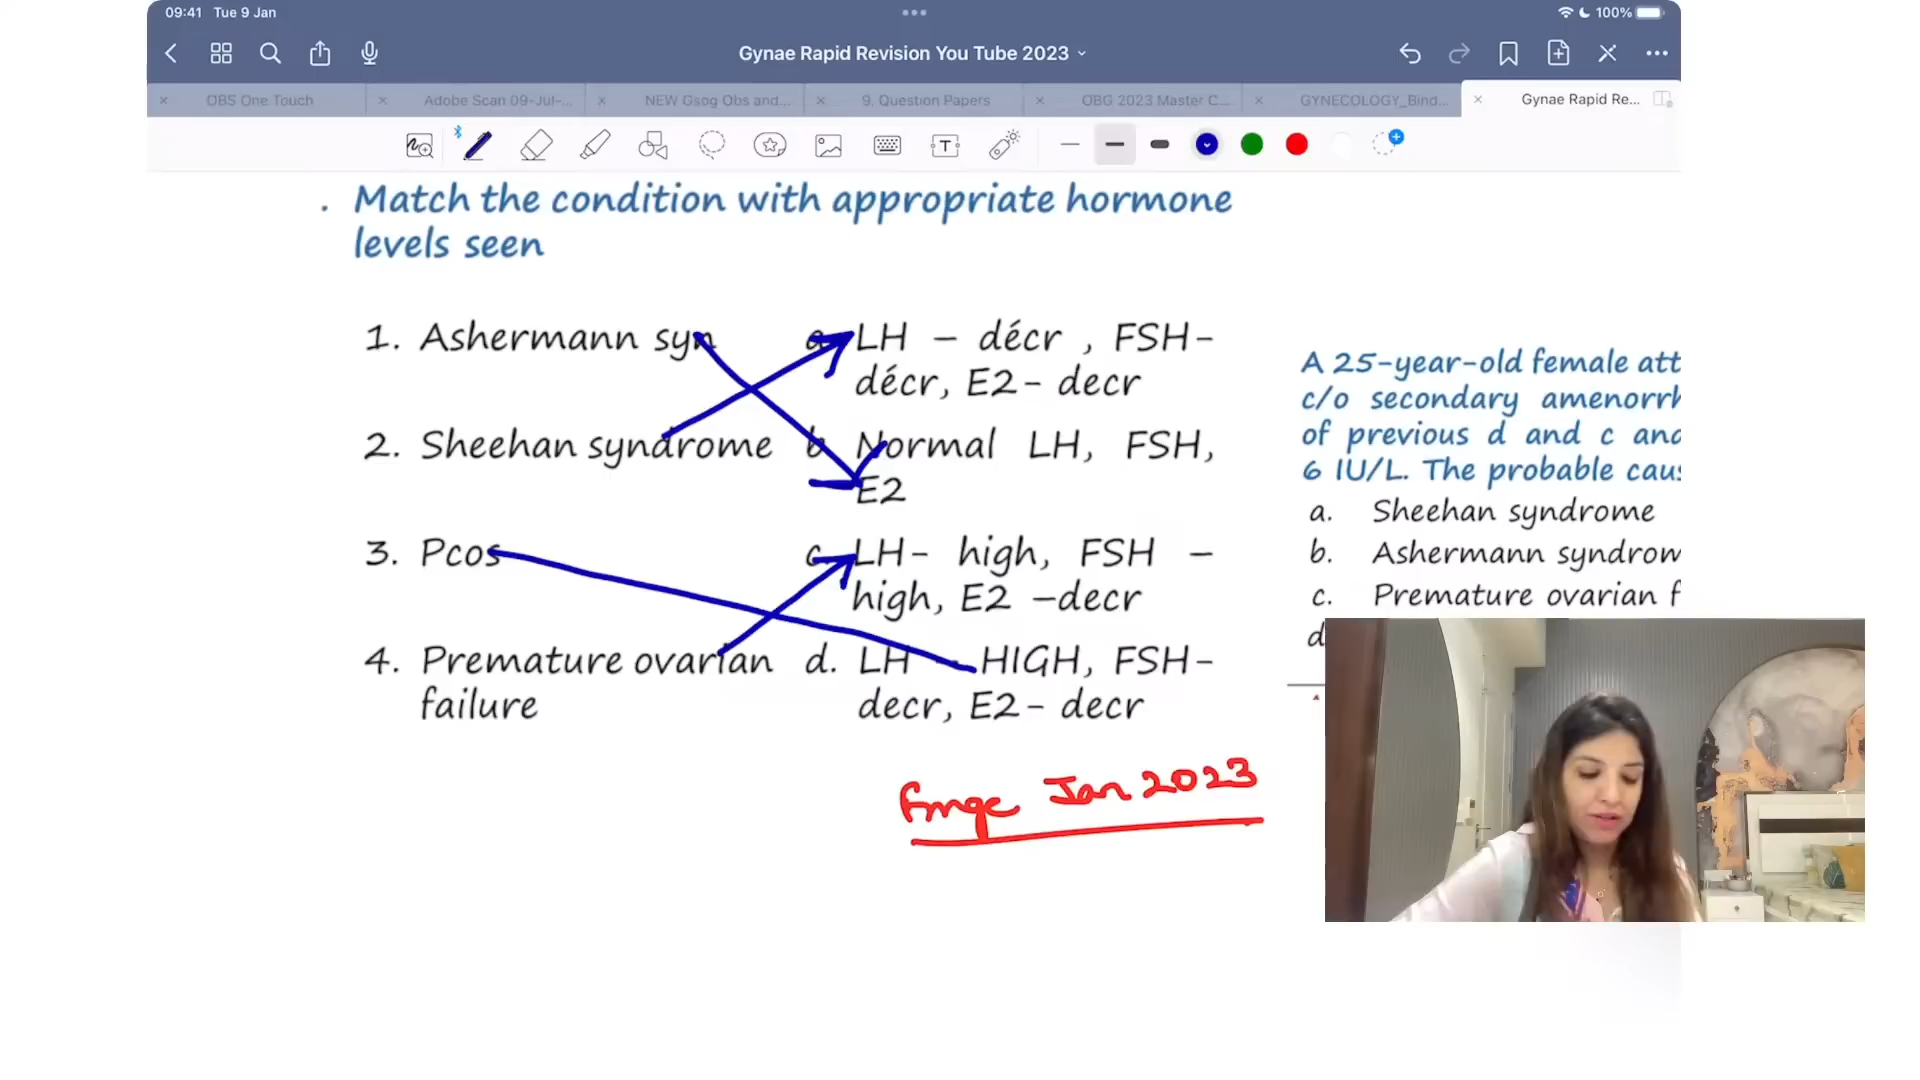 09:41 Tue 9 Jan
100%
Gynae Rapid Revision You Tube 2023
OBS One Touch
Adobe Scan 09-Jul-...
NEW Gsog Obs and...
9. Question Papers
OBG 2023 Master C...
GYNECOLOGY_Bind...
Gynae Rapid Re...
. Match the condition with appropriate hormone
levels seen
1. Ashermann syn
a. LH – décr , FSH-
décr, E2- decr
2. Sheehan syndrome
b Normal LH, FSH,
E2
3. Pcos
c. LH- high, FSH –
high, E2 –decr
4. Premature ovarian
failure
d. LH – HIGH, FSH-
decr, E2- decr
fmge Jan 2023
A 25-year-old female att
c/o secondary amenorrh
of previous d and c and
6 IU/L. The probable caus
a. Sheehan syndrome
b. Ashermann syndrom
c. Premature ovarian f
d